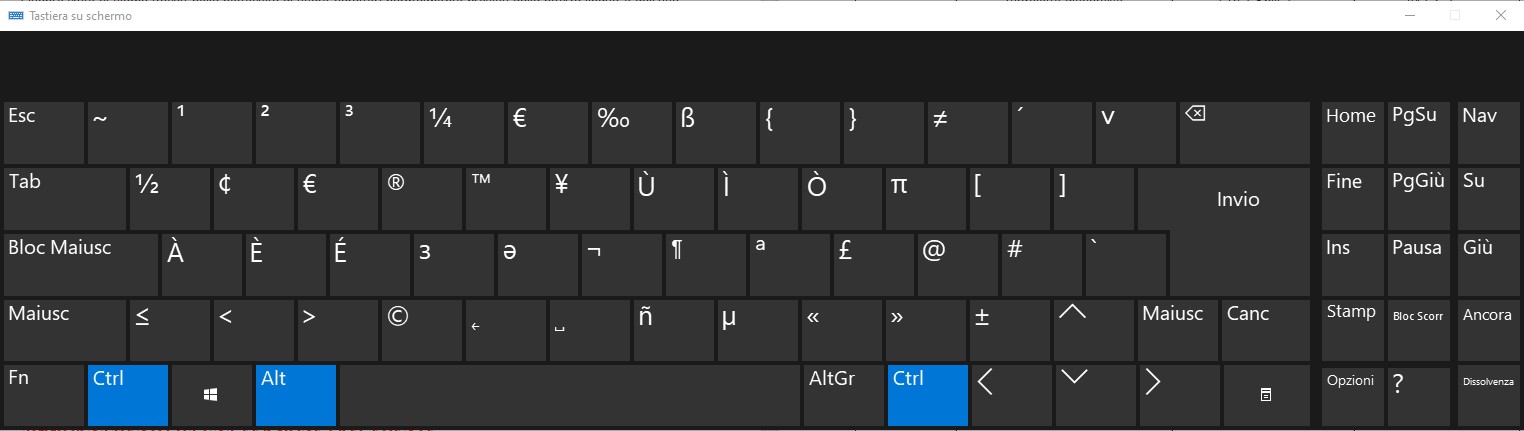 Tastiera su schermo
Esc ~ ¹ ² ³ ¼ € ‰ ß { } ≠ ´ v Home PgSu Nav
Tab ½ ¢ € ® ™ ¥ Ù Ì Ò π [ ] Invio Fine PgGiù Su
Bloc Maiusc À È É з ə ¬ ¶ ª £ @ # ` Ins Pausa Giù
Maiusc ≤ < > © ← ␣ ñ µ « » ± Maiusc Canc Stamp Bloc Scorr Ancora
Fn Ctrl Alt AltGr Ctrl Opzioni ? Dissolvenza